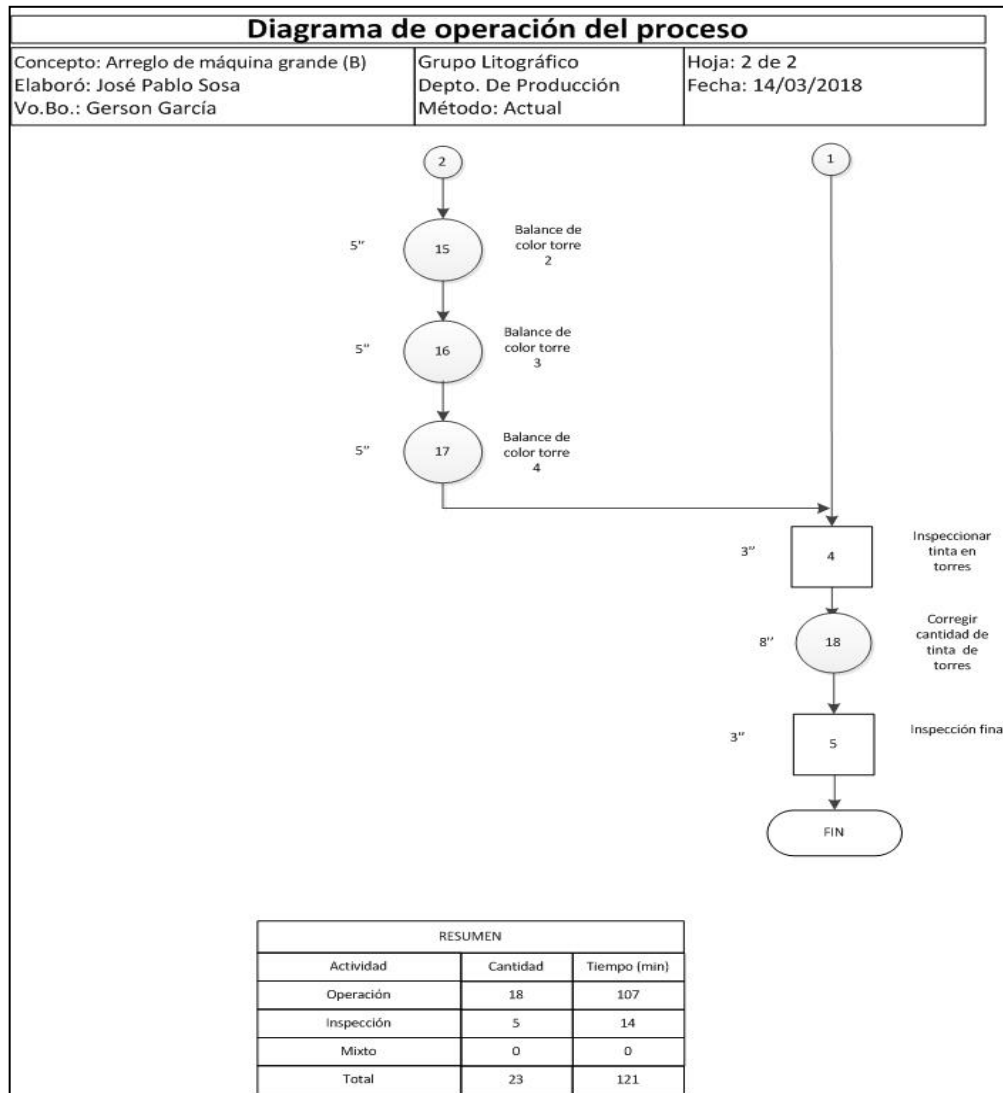 Diagrama de operación del proceso
Concepto: Arreglo de máquina grande (B)
Elaboró: José Pablo Sosa
Vo.Bo.: Gerson García
Grupo Litográfico
Depto. De Producción
Método: Actual
Hoja: 2 de 2
Fecha: 14/03/2018
2
1
5’’
15
Balance de
color torre
2
5’’
16
Balance de
color torre
3
5’’
17
Balance de
color torre
4
3’’
4
Inspeccionar
tinta en
torres
8’’
18
Corregir
cantidad de
tinta de
torres
3’’
5
Inspección fina
FIN
RESUMEN
Actividad Cantidad Tiempo (min)
Operación 18 107
Inspección 5 14
Mixto 0 0
Total 23 121